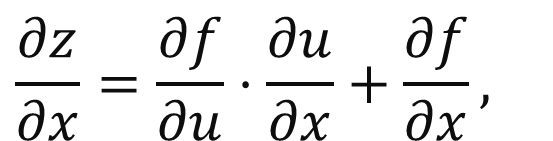 ∂z/∂x = ∂f/∂u · ∂u/∂x + ∂f/∂x ,